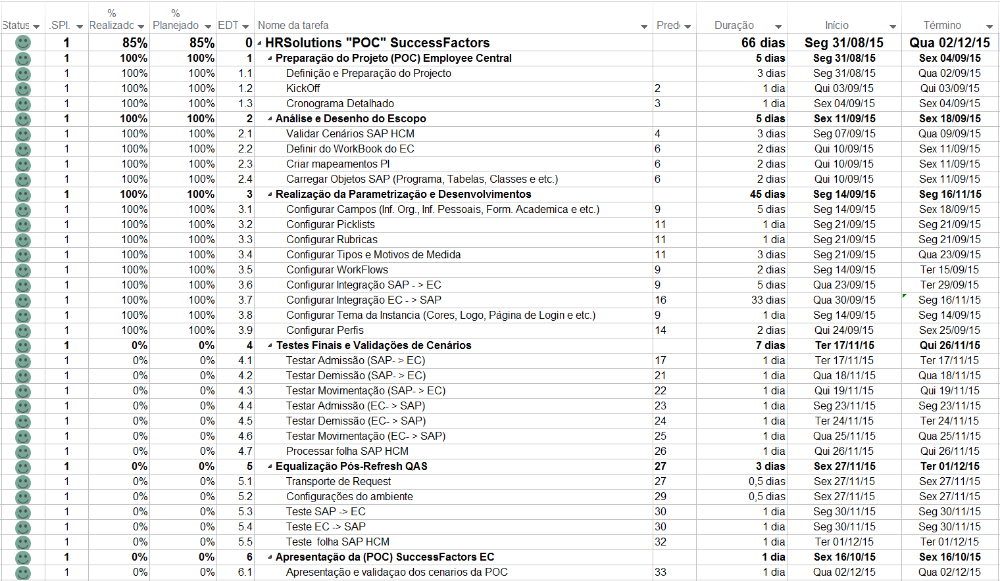 Status .SPI. % Realizado % Planejado EDT Nome da tarefa Prede Duração Início Término
1 85% 85% 0 HRSolutions "POC" SuccessFactors 66 dias Seg 31/08/15 Qua 02/12/15
1 100% 100% 1 Preparação do Projeto (POC) Employee Central 5 dias Seg 31/08/15 Sex 04/09/15
1 100% 100% 1.1 Definição e Preparação do Projecto 3 dias Seg 31/08/15 Qua 02/09/15
1 100% 100% 1.2 KickOff 2 1 dia Qui 03/09/15 Qui 03/09/15
1 100% 100% 1.3 Cronograma Detalhado 3 1 dia Sex 04/09/15 Sex 04/09/15
1 100% 100% 2 Análise e Desenho do Escopo 5 dias Sex 11/09/15 Sex 18/09/15
1 100% 100% 2.1 Validar Cenários SAP HCM 4 3 dias Seg 07/09/15 Qua 09/09/15
1 100% 100% 2.2 Definir do WorkBook do EC 6 2 dias Qui 10/09/15 Sex 11/09/15
1 100% 100% 2.3 Criar mapeamentos PI 6 2 dias Qui 10/09/15 Sex 11/09/15
1 100% 100% 2.4 Carregar Objetos SAP (Programa, Tabelas, Classes e etc.) 6 2 dias Qui 10/09/15 Sex 11/09/15
1 100% 100% 3 Realização da Parametrização e Desenvolvimentos 45 dias Seg 14/09/15 Seg 16/11/15
1 100% 100% 3.1 Configurar Campos (Inf. Org., Inf. Pessoais, Form. Academica e etc.) 9 5 dias Seg 14/09/15 Sex 18/09/15
1 100% 100% 3.2 Configurar Picklists 11 1 dia Seg 21/09/15 Seg 21/09/15
1 100% 100% 3.3 Configurar Rubricas 11 1 dia Seg 21/09/15 Seg 21/09/15
1 100% 100% 3.4 Configurar Tipos e Motivos de Medida 11 3 dias Seg 21/09/15 Qua 23/09/15
1 100% 100% 3.5 Configurar WorkFlows 9 2 dias Seg 14/09/15 Ter 15/09/15
1 100% 100% 3.6 Configurar Integração SAP - > EC 9 5 dias Qua 23/09/15 Ter 29/09/15
1 100% 100% 3.7 Configurar Integração EC - > SAP 16 33 dias Qua 30/09/15 Seg 16/11/15
1 100% 100% 3.8 Configurar Tema da Instancia (Cores, Logo, Página de Login e etc.) 9 1 dia Seg 14/09/15 Seg 14/09/15
1 100% 100% 3.9 Configurar Perfis 14 2 dias Qui 24/09/15 Sex 25/09/15
1 0% 0% 4 Testes Finais e Validações de Cenários 7 dias Ter 17/11/15 Qui 26/11/15
1 0% 0% 4.1 Testar Admissão (SAP- > EC) 17 1 dia Ter 17/11/15 Ter 17/11/15
1 0% 0% 4.2 Testar Demissão (SAP- > EC) 21 1 dia Qua 18/11/15 Qua 18/11/15
1 0% 0% 4.3 Testar Movimentação (SAP- > EC) 22 1 dia Qui 19/11/15 Qui 19/11/15
1 0% 0% 4.4 Testar Admissão (EC- > SAP) 23 1 dia Seg 23/11/15 Seg 23/11/15
1 0% 0% 4.5 Testar Demissão (EC- > SAP) 24 1 dia Ter 24/11/15 Ter 24/11/15
1 0% 0% 4.6 Testar Movimentação (EC- > SAP) 25 1 dia Qua 25/11/15 Qua 25/11/15
1 0% 0% 4.7 Processar folha SAP HCM 26 1 dia Qui 26/11/15 Qui 26/11/15
1 0% 0% 5 Equalização Pós-Refresh QAS 27 3 dias Sex 27/11/15 Ter 01/12/15
1 0% 0% 5.1 Transporte de Request 27 0,5 dias Sex 27/11/15 Sex 27/11/15
1 0% 0% 5.2 Configurações do ambiente 29 0,5 dias Sex 27/11/15 Sex 27/11/15
1 0% 0% 5.3 Teste SAP -> EC 30 1 dia Seg 30/11/15 Seg 30/11/15
1 0% 0% 5.4 Teste EC -> SAP 30 1 dia Seg 30/11/15 Seg 30/11/15
1 0% 0% 5.5 Teste folha SAP HCM 32 1 dia Ter 01/12/15 Ter 01/12/15
1 0% 0% 6 Apresentação da (POC) SuccessFactors EC 1 dia Sex 16/10/15 Sex 16/10/15
1 0% 0% 6.1 Apresentação e validaçao dos cenarios da POC 33 1 dia Qua 02/12/15 Qua 02/12/15